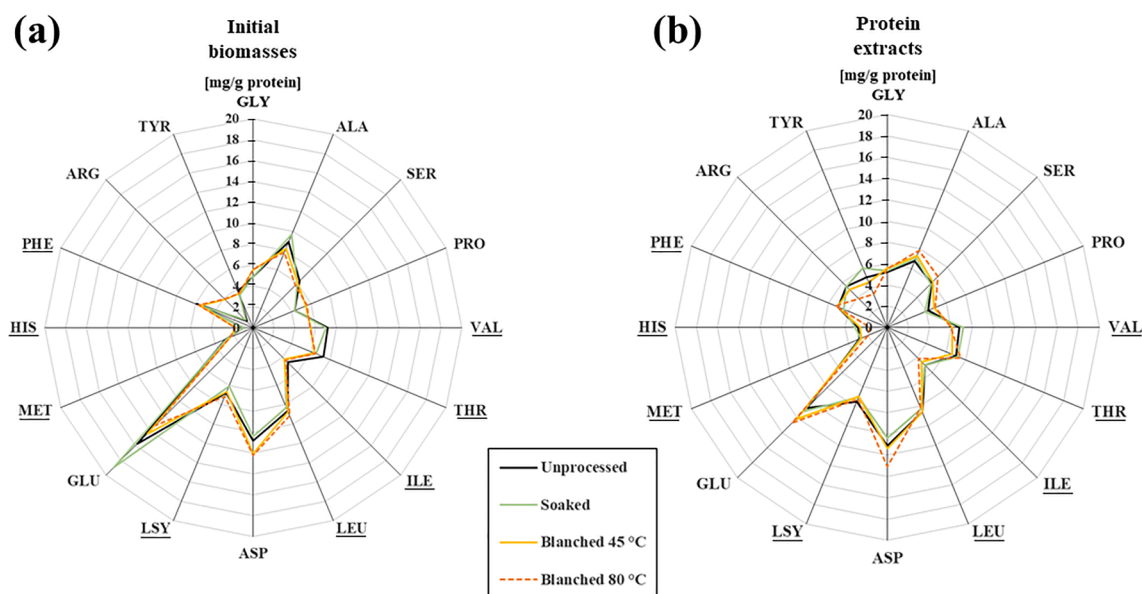 (a)
Initial
biomasses
[mg/g protein]
GLY
TYR
ALA
ARG
SER
PHE
PRO
HIS
VAL
MET
THR
GLU
ILE
LSY
LEU
ASP
20
18
16
14
12
10
8
6
4
2
0
(b)
Protein
extracts
[mg/g protein]
GLY
TYR
ALA
ARG
SER
PHE
PRO
HIS
VAL
MET
THR
GLU
ILE
LSY
LEU
ASP
20
18
16
14
12
10
8
6
4
2
0
Unprocessed
Soaked
Blanched 45 °C
Blanched 80 °C